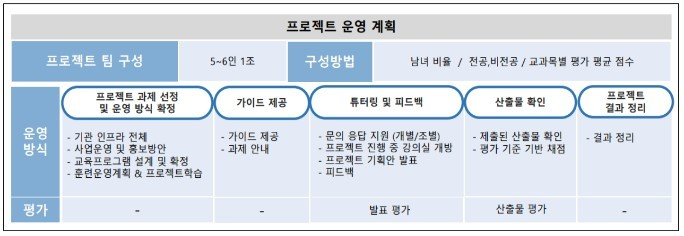 프로젝트 운영 계획
프로젝트 팀 구성
5~6인 1조
구성방법
남녀 비율 / 전공,비전공 / 교과목별 평가 평균 점수
운영
방식
프로젝트 과제 선정
및 운영 방식 확정
- 기관 인프라 전체
- 사업운영 및 홍보방안
- 교육프로그램 설계 및 확정
- 훈련운영계획 & 프로젝트학습
가이드 제공
- 가이드 제공
- 과제 안내
튜터링 및 피드백
- 문의 응답 지원 (개별/조별)
- 프로젝트 진행 중 강의실 개방
- 프로젝트 기획안 발표
- 피드백
산출물 확인
- 제출된 산출물 확인
- 평가 기준 기반 채점
프로젝트
결과 정리
- 결과 정리
평가
-
-
발표 평가
산출물 평가
-